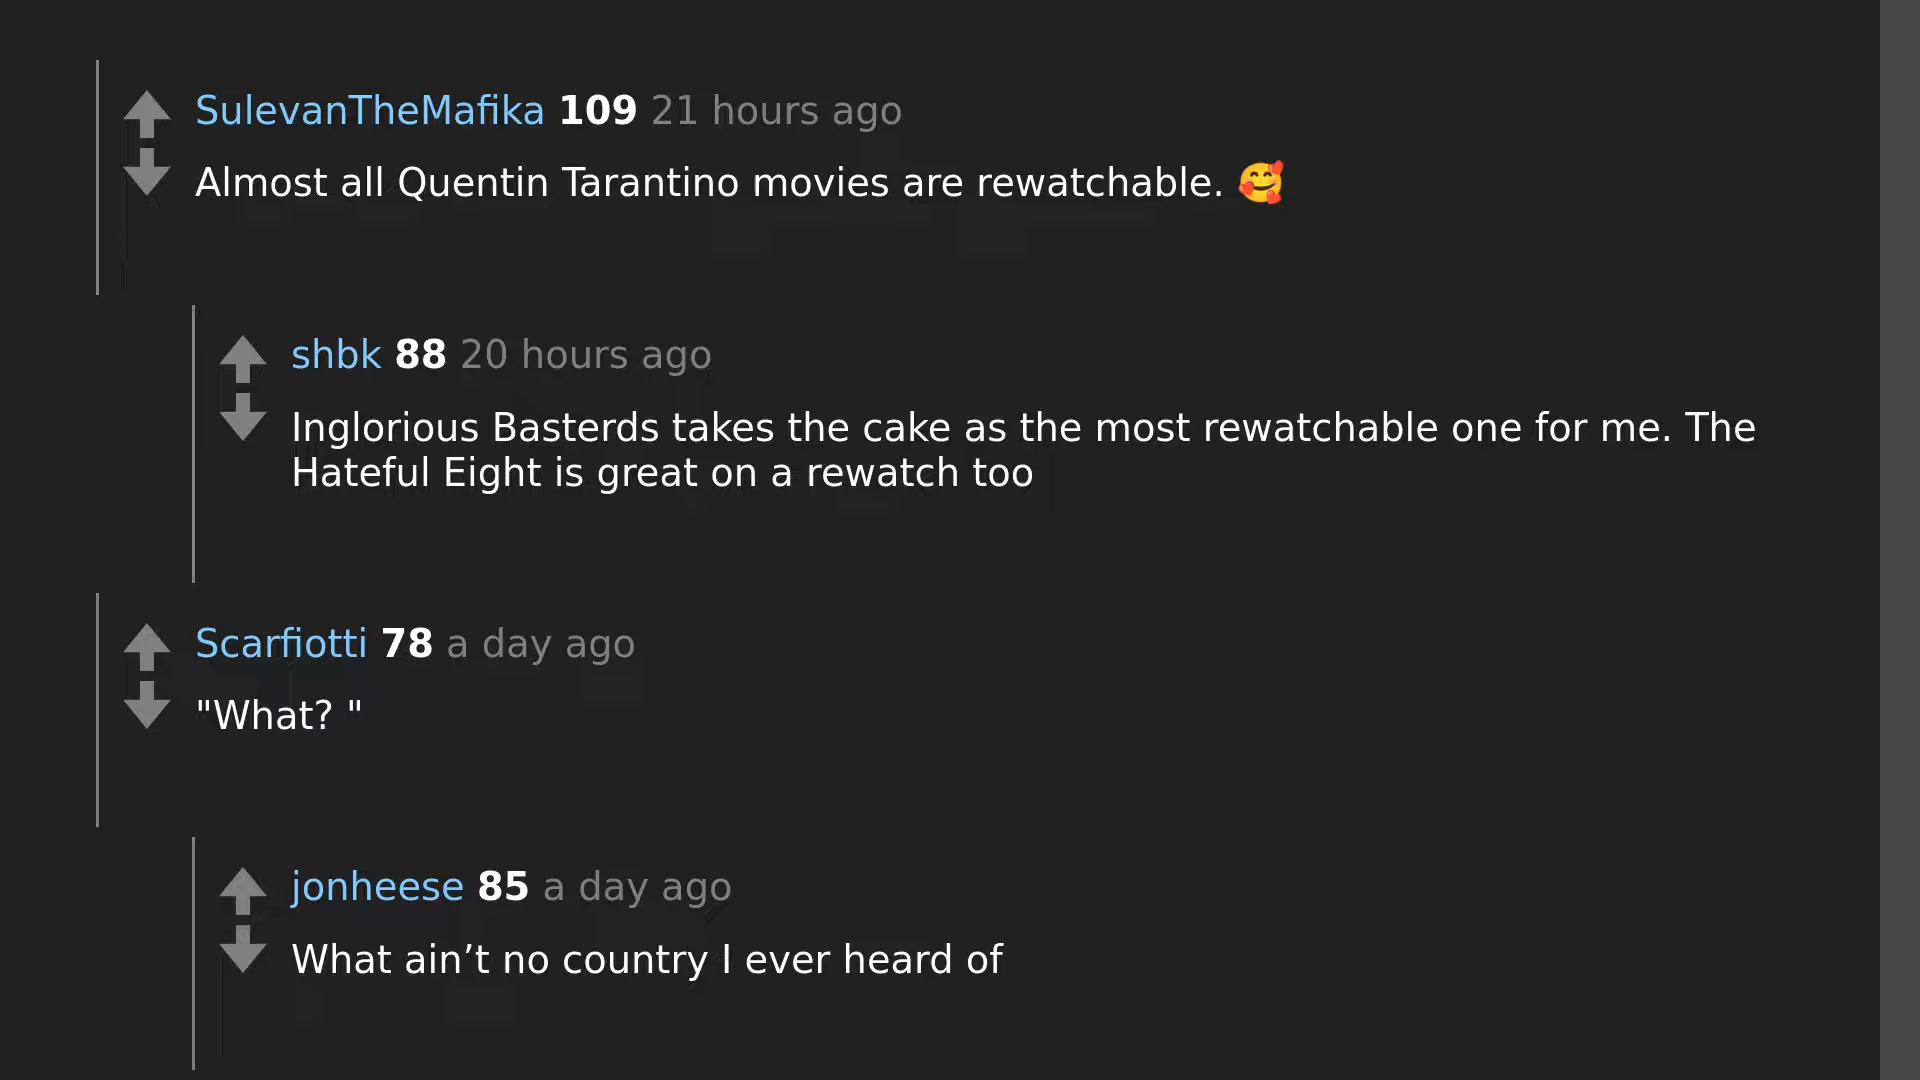 SulevanTheMafika 109 21 hours ago
Almost all Quentin Tarantino movies are rewatchable. 🥰
shbk 88 20 hours ago
Inglorious Basterds takes the cake as the most rewatchable one for me. The
Hateful Eight is great on a rewatch too
Scarfiotti 78 a day ago
"What? "
jonheese 85 a day ago
What ain’t no country I ever heard of